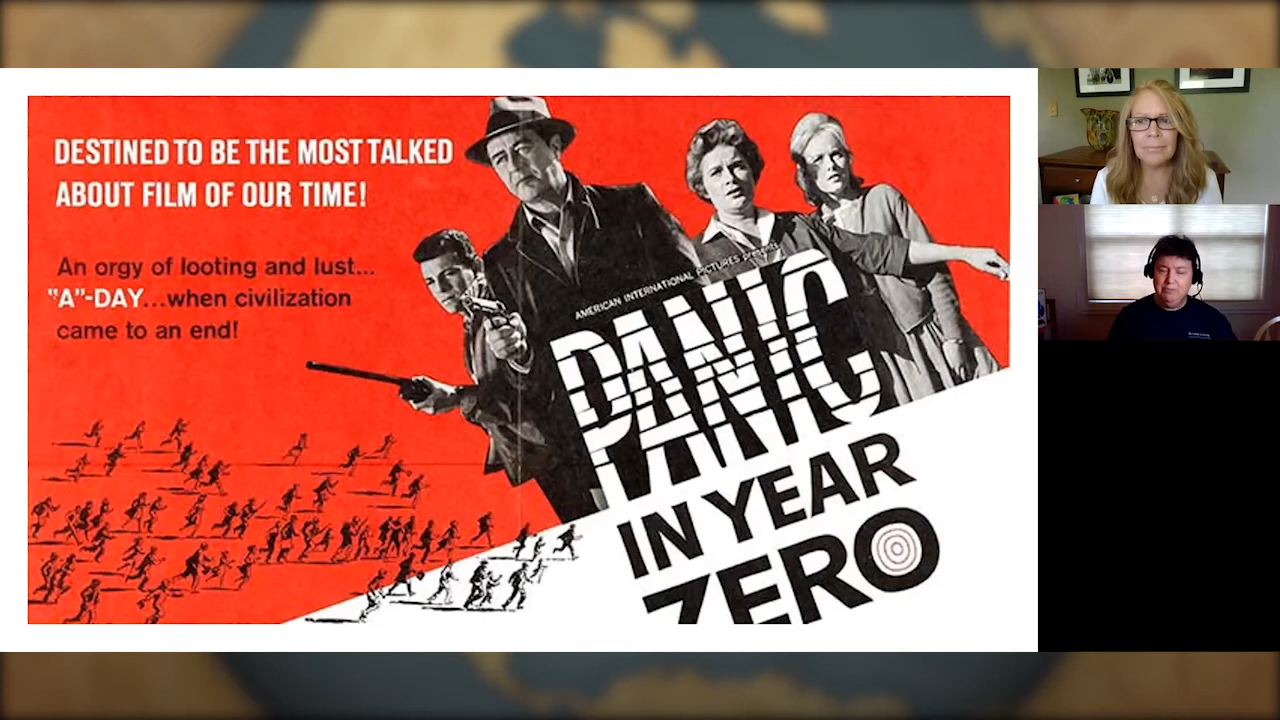 DESTINED TO BE THE MOST TALKED
ABOUT FILM OF OUR TIME!
An orgy of looting and lust...
"A"-DAY...when civilization
came to an end!
AMERICAN INTERNATIONAL PICTURES presents
PANIC
IN YEAR
ZERO